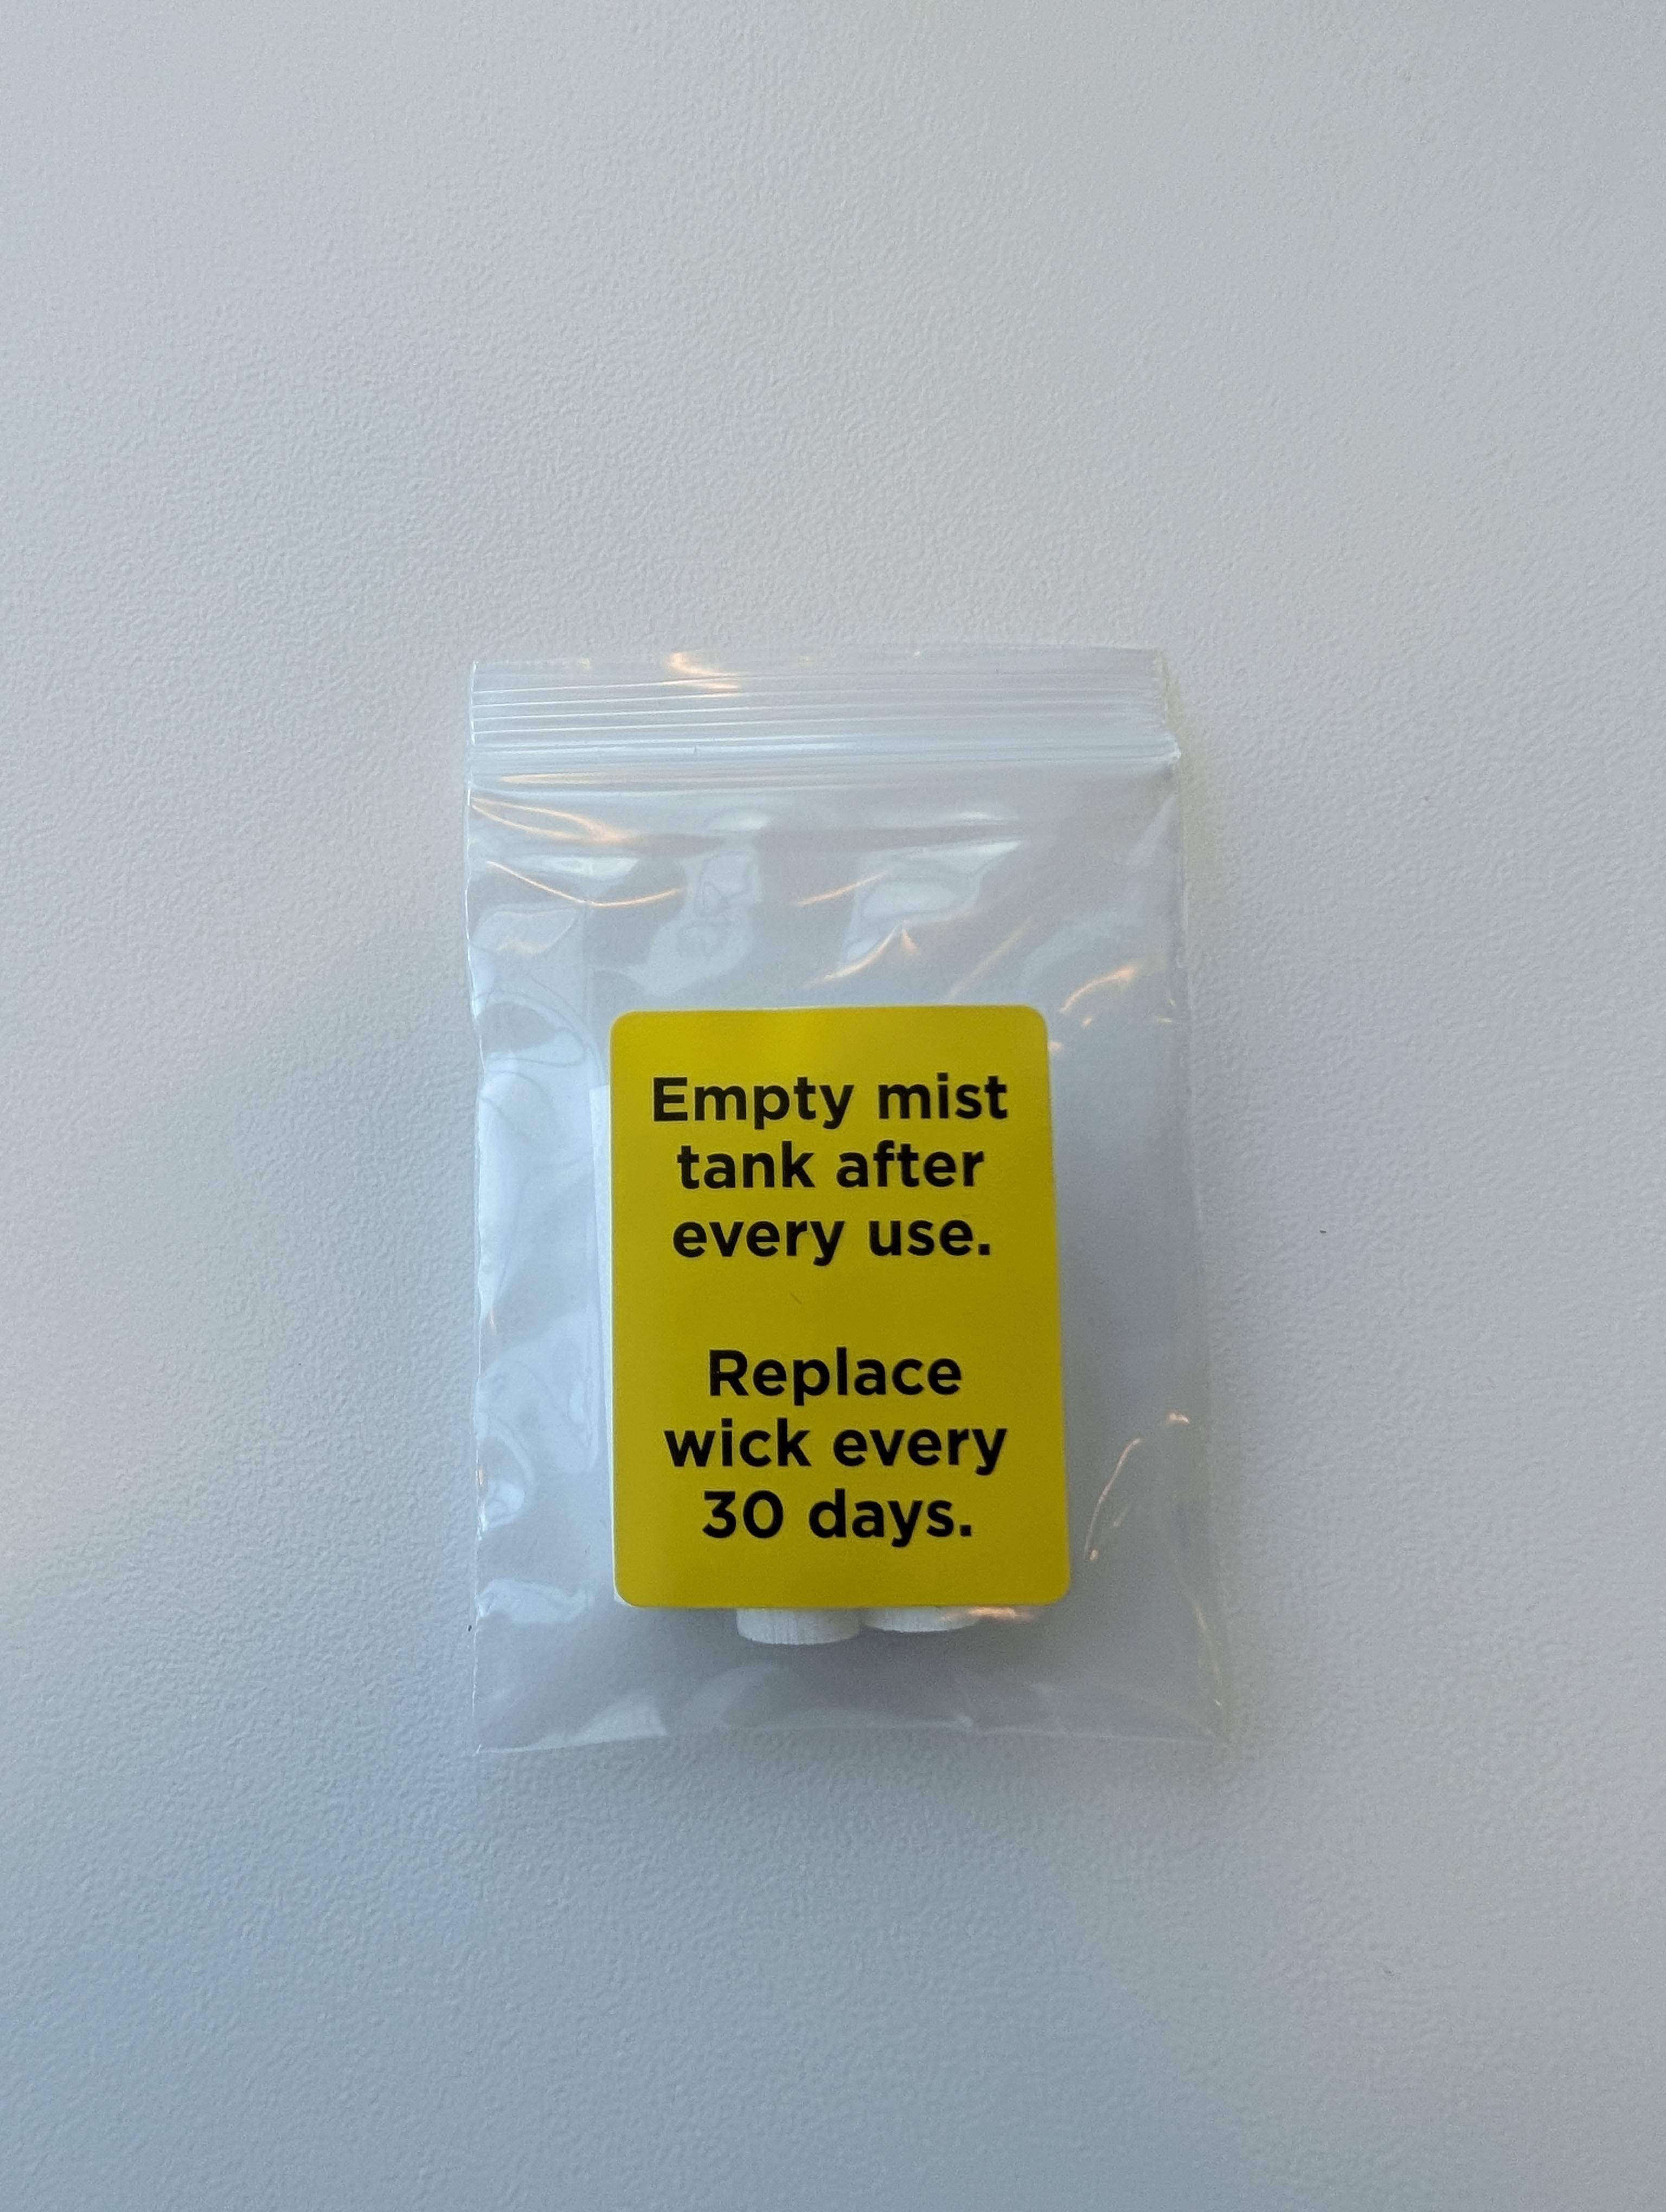 Empty mist
tank after
every use.
Replace
wick every
30 days.